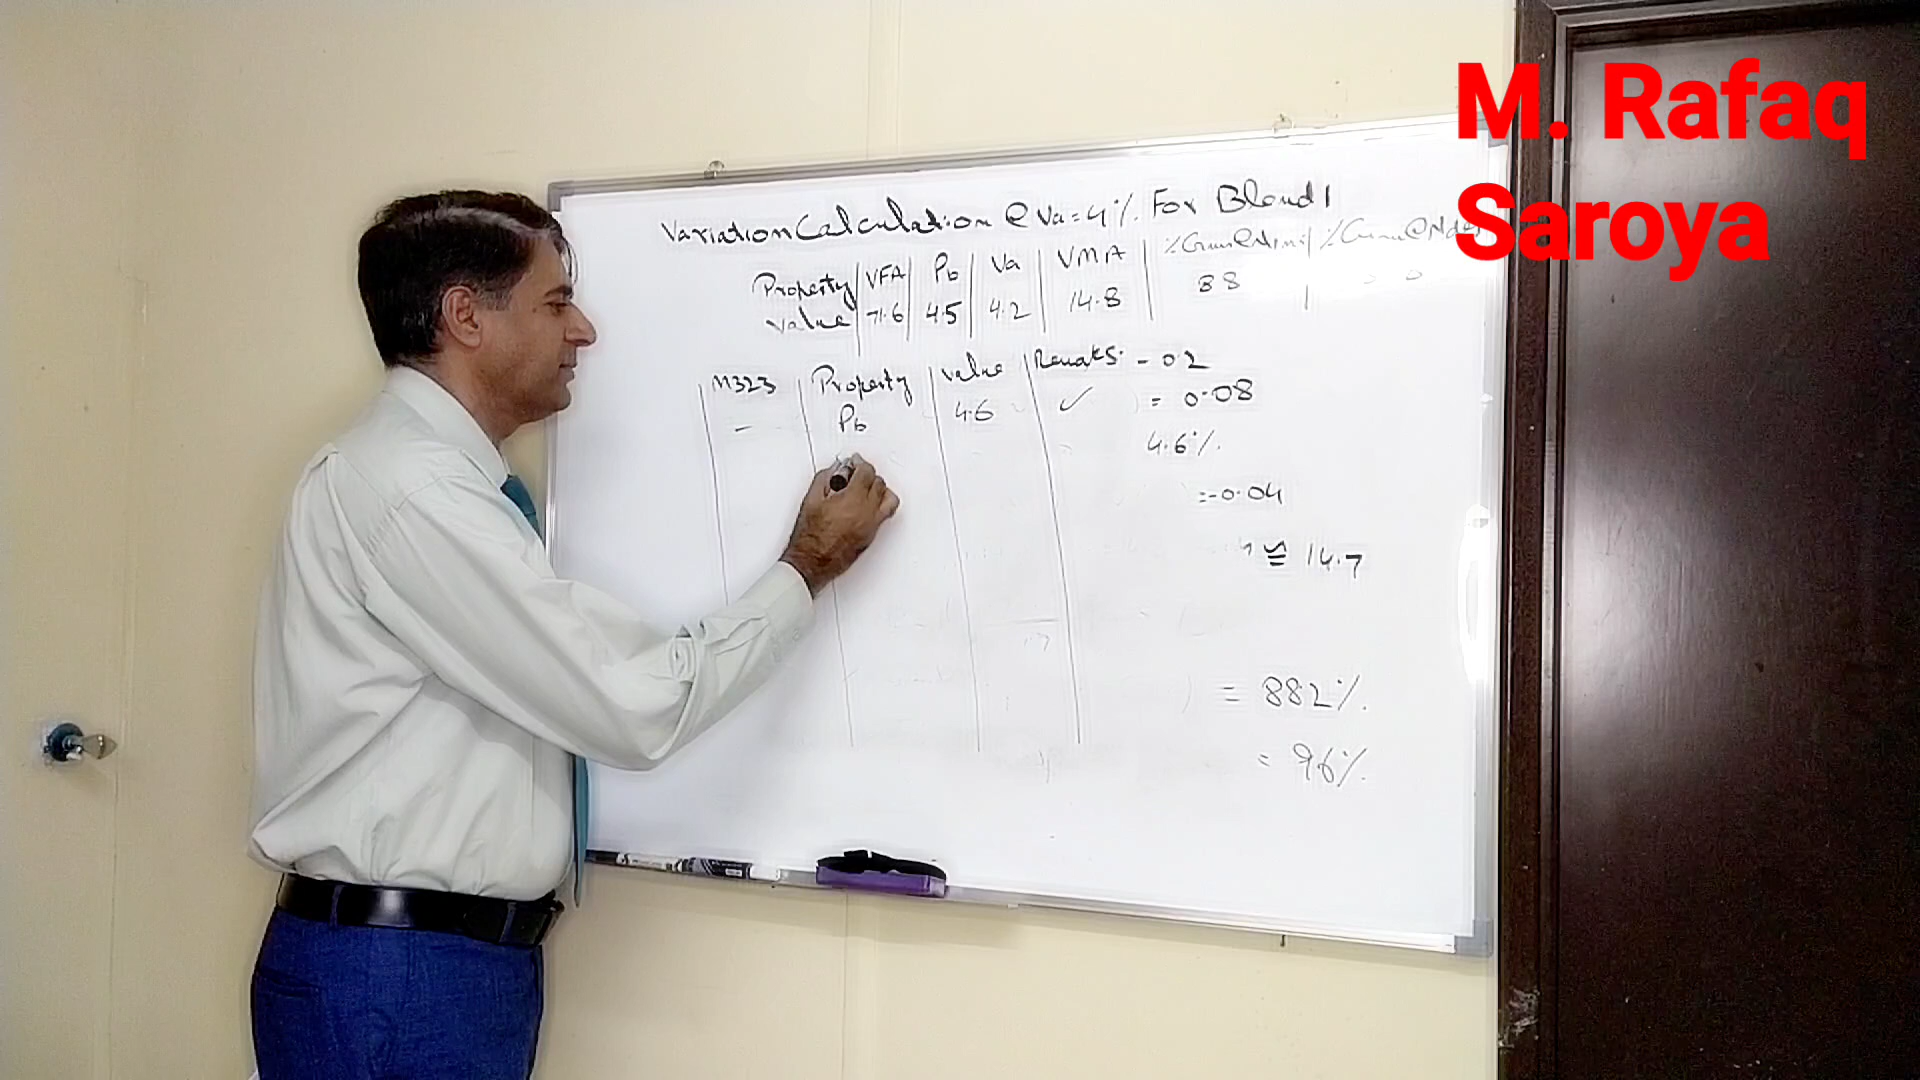 M. Rafaq
Saroya
Variation Calculation @ Va = 4%. For Blend 1
Property VFA Pb Va VMA
Value 71.6 4.5 4.2 14.8 88
M323 Property Value Remarks. - 0.2
- Pb 4.6 ✓ = 0.08
4.6%.
= -0.04
≅ 14.7
= 88.2%.
= 96%.